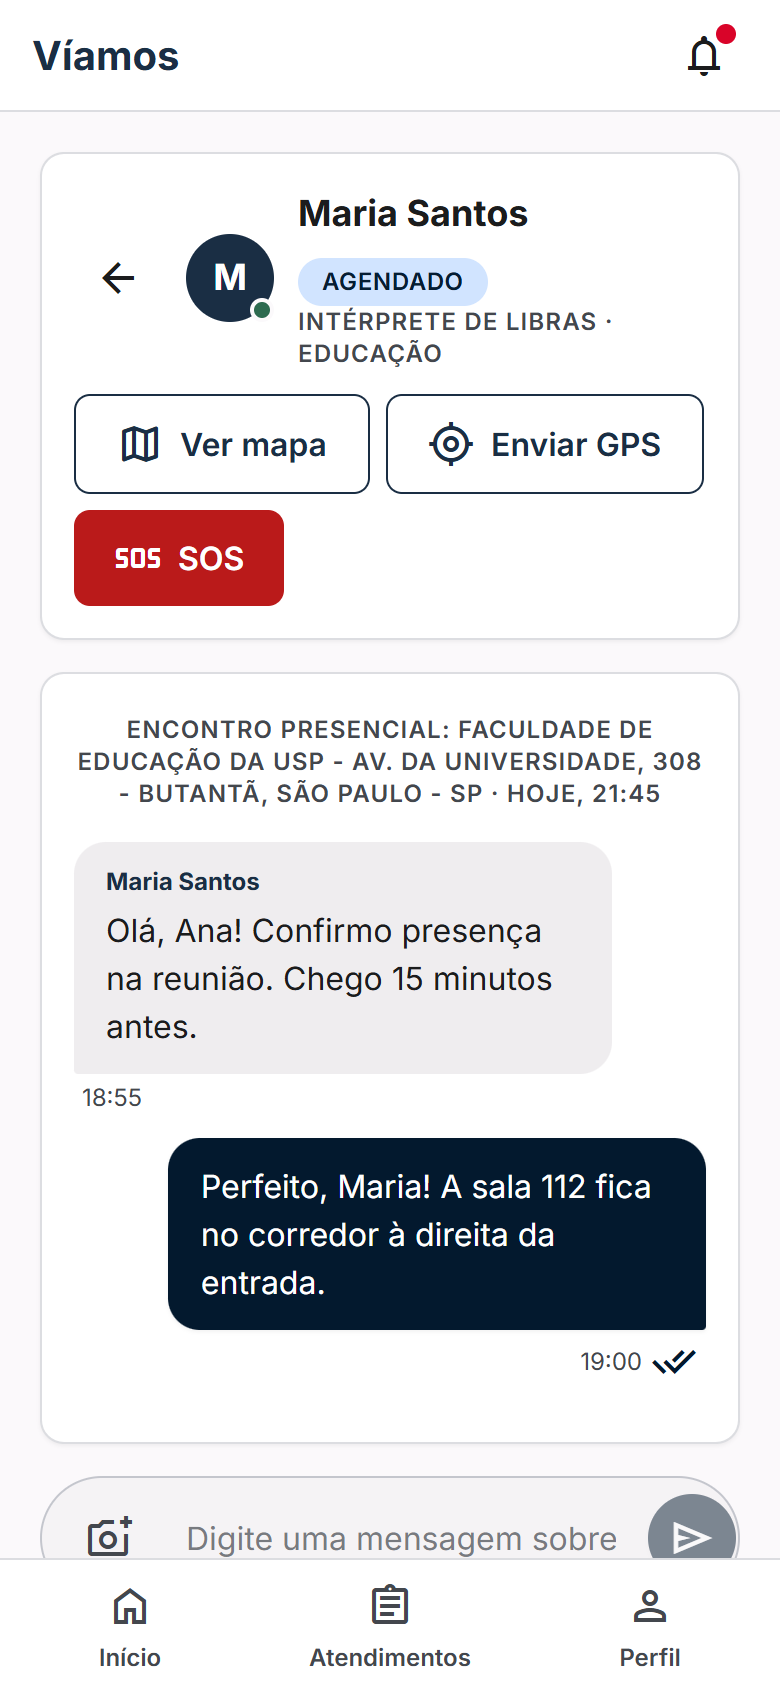 Víamos
Maria Santos
M
AGENDADO
INTÉRPRETE DE LIBRAS ·
EDUCAÇÃO
Ver mapa
Enviar GPS
SOS SOS
ENCONTRO PRESENCIAL: FACULDADE DE
EDUCAÇÃO DA USP - AV. DA UNIVERSIDADE, 308
- BUTANTÃ, SÃO PAULO - SP · HOJE, 21:45
Maria Santos
Olá, Ana! Confirmo presença
na reunião. Chego 15 minutos
antes.
18:55
Perfeito, Maria! A sala 112 fica
no corredor à direita da
entrada.
19:00
Digite uma mensagem sobre
Início
Atendimentos
Perfil